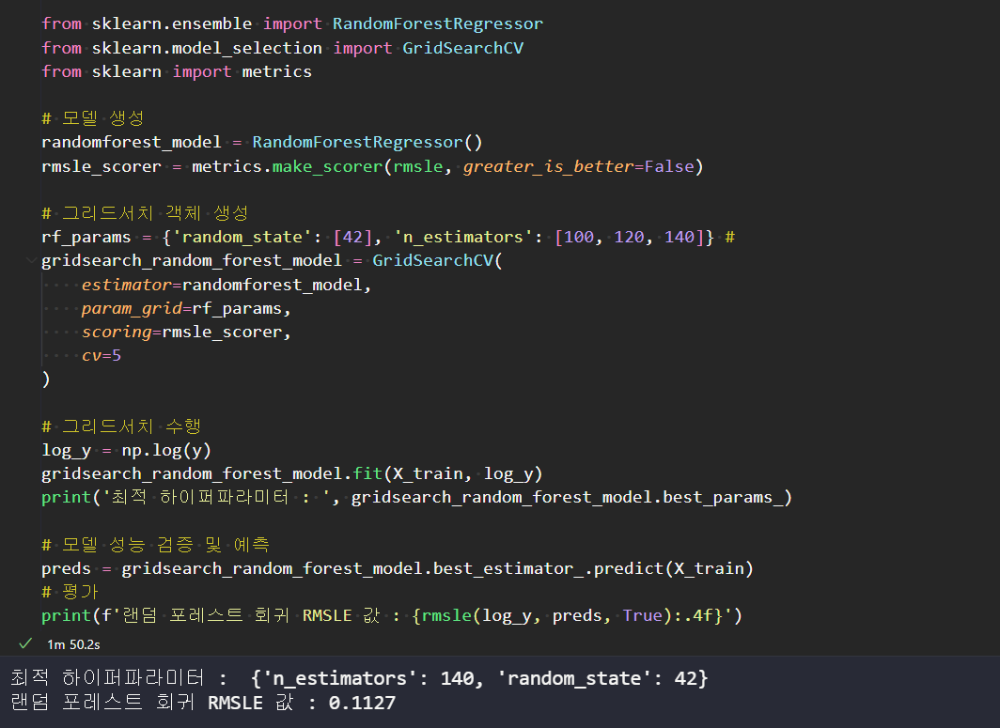 from sklearn.ensemble import RandomForestRegressor
from sklearn.model_selection import GridSearchCV
from sklearn import metrics
# 모델 생성
randomforest_model = RandomForestRegressor()
rmsle_scorer = metrics.make_scorer(rmsle, greater_is_better=False)
# 그리드서치 객체 생성
rf_params = {'random_state': [42], 'n_estimators': [100, 120, 140]} #
gridsearch_random_forest_model = GridSearchCV(
    estimator=randomforest_model,
    param_grid=rf_params,
    scoring=rmsle_scorer,
    cv=5
)
# 그리드서치 수행
log_y = np.log(y)
gridsearch_random_forest_model.fit(X_train, log_y)
print('최적 하이퍼파라미터 : ', gridsearch_random_forest_model.best_params_)
# 모델 성능 검증 및 예측
preds = gridsearch_random_forest_model.best_estimator_.predict(X_train)
# 평가
print(f'랜덤 포레스트 회귀 RMSLE 값 : {rmsle(log_y, preds, True):.4f}')
1m 50.2s
최적 하이퍼파라미터 :  {'n_estimators': 140, 'random_state': 42}
랜덤 포레스트 회귀 RMSLE 값 : 0.1127